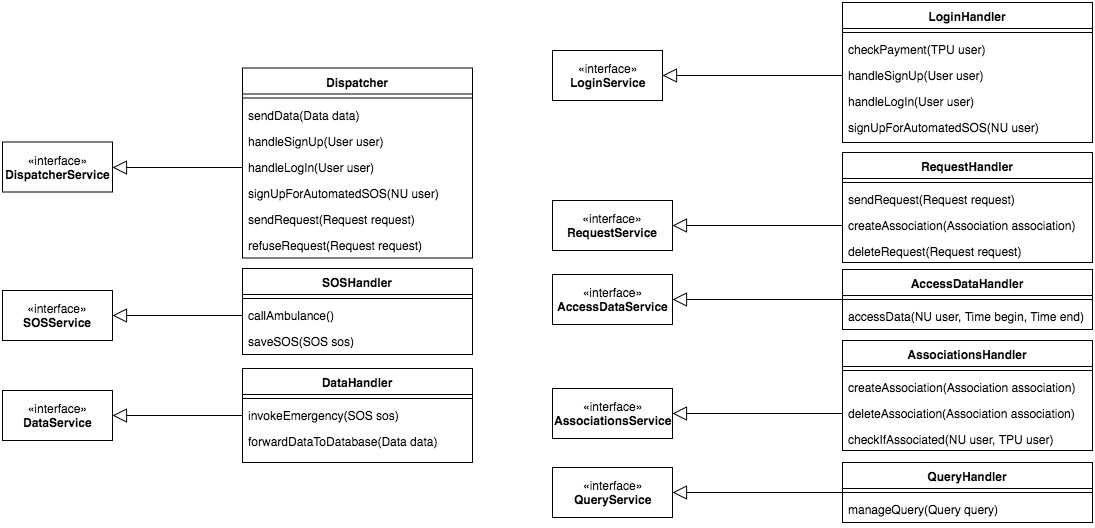 «interface»
DispatcherService
Dispatcher
sendData(Data data)
handleSignUp(User user)
handleLogIn(User user)
signUpForAutomatedSOS(NU user)
sendRequest(Request request)
refuseRequest(Request request)
«interface»
SOSService
SOSHandler
callAmbulance()
saveSOS(SOS sos)
«interface»
DataService
DataHandler
invokeEmergency(SOS sos)
forwardDataToDatabase(Data data)
«interface»
LoginService
LoginHandler
checkPayment(TPU user)
handleSignUp(User user)
handleLogIn(User user)
signUpForAutomatedSOS(NU user)
«interface»
RequestService
RequestHandler
sendRequest(Request request)
createAssociation(Association association)
deleteRequest(Request request)
«interface»
AccessDataService
AccessDataHandler
accessData(NU user, Time begin, Time end)
«interface»
AssociationsService
AssociationsHandler
createAssociation(Association association)
deleteAssociation(Association association)
checkIfAssociated(NU user, TPU user)
«interface»
QueryService
QueryHandler
manageQuery(Query query)